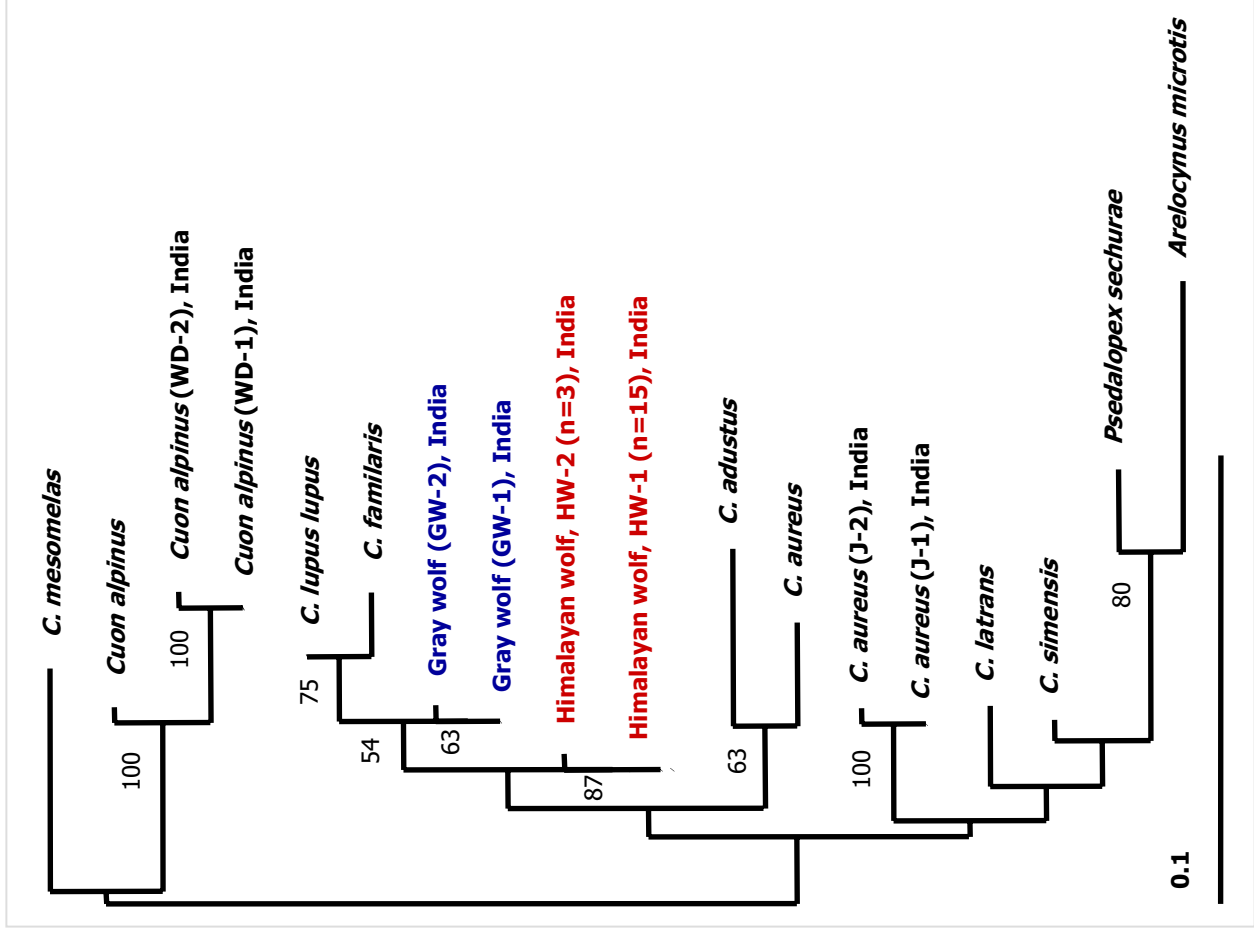 C. mesomelas
Cuon alpinus
100
Cuon alpinus (WD-2), India
100
Cuon alpinus (WD-1), India
C. lupus lupus
75
C. familaris
54
Gray wolf (GW-2), India
63
Gray wolf (GW-1), India
Himalayan wolf, HW-2 (n=3), India
87
Himalayan wolf, HW-1 (n=15), India
C. adustus
63
C. aureus
C. aureus (J-2), India
100
C. aureus (J-1), India
C. latrans
C. simensis
Psedalopex sechurae
80
Arelocynus microtis
0.1